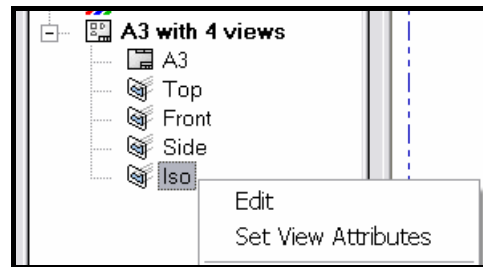 A3 with 4 views
A3
Top
Front
Side
Iso
Edit
Set View Attributes